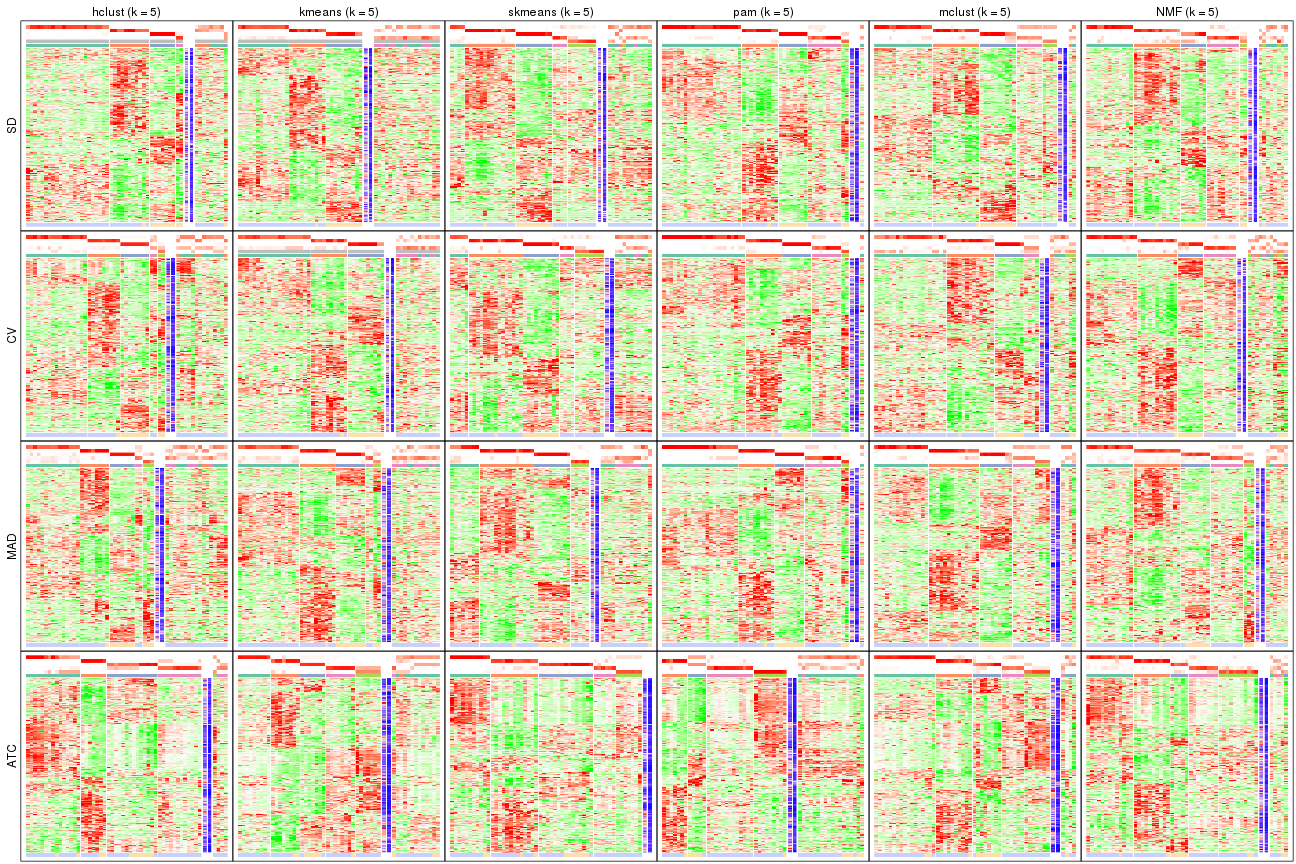 hclust (k = 5)
kmeans (k = 5)
skmeans (k = 5)
pam (k = 5)
mclust (k = 5)
NMF (k = 5)
SD
CV
MAD
ATC